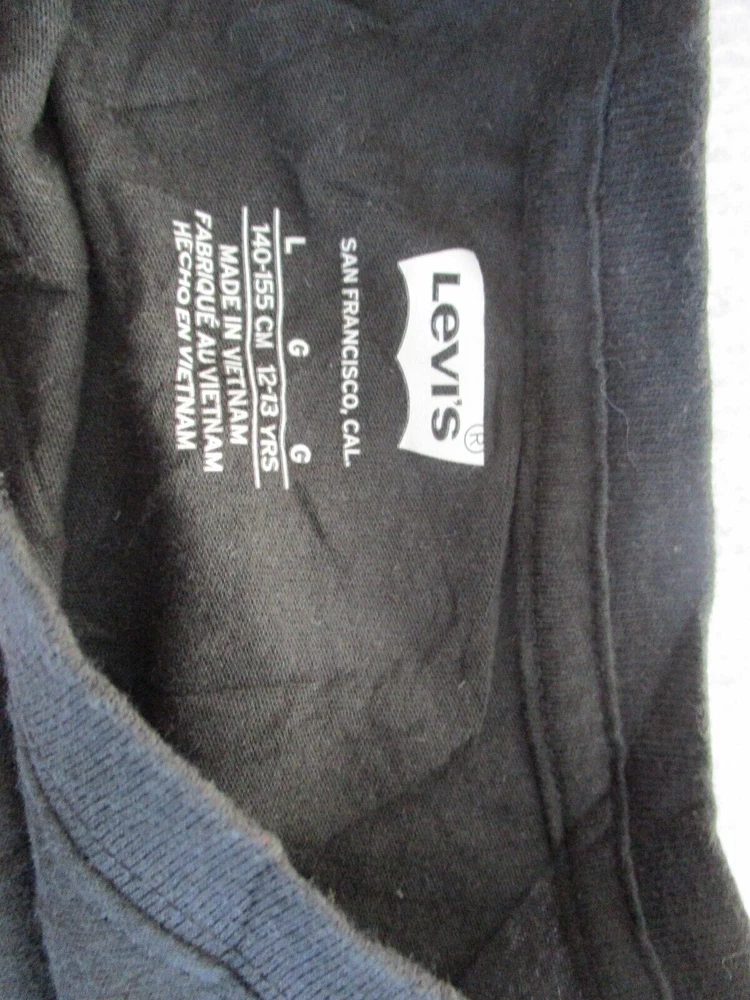 Levi's ®
SAN FRANCISCO, CAL.
L G G
140-155 CM 12-13 YRS
MADE IN VIETNAM
FABRIQUÉ AU VIETNAM
HECHO EN VIETNAM